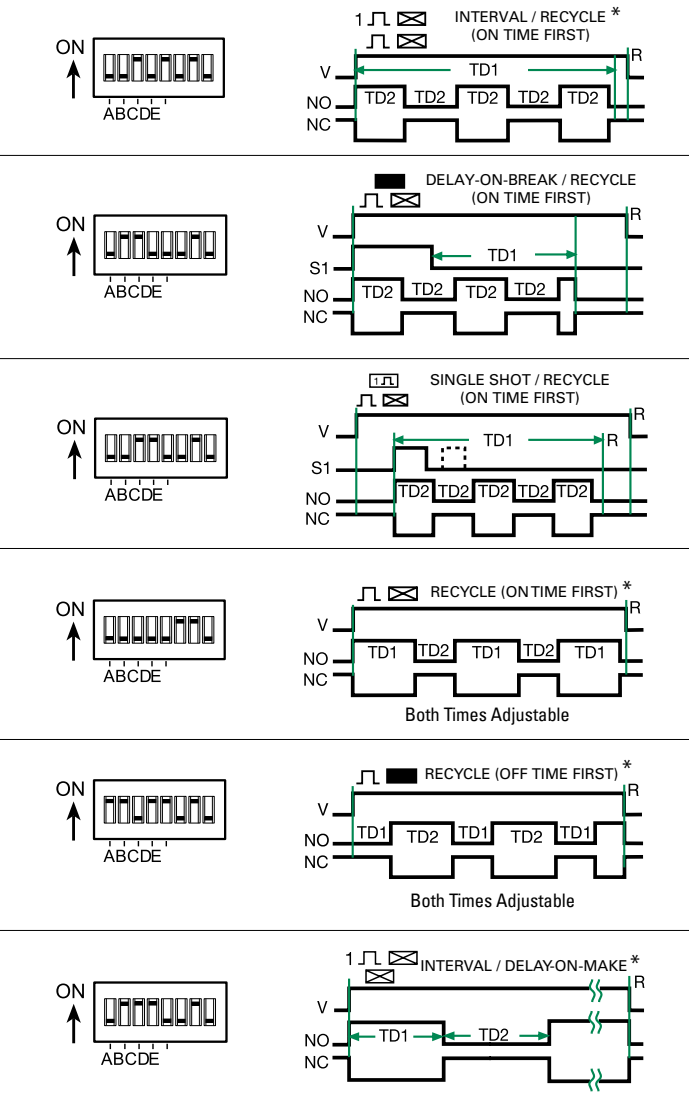 ON
ABCDE
1 INTERVAL / RECYCLE *
(ON TIME FIRST)
V TD1 R
NO TD2 TD2 TD2 TD2 TD2
NC
ON
ABCDE
DELAY-ON-BREAK / RECYCLE
(ON TIME FIRST)
V R
S1 TD1
NO TD2 TD2 TD2 TD2
NC
ON
ABCDE
1 SINGLE SHOT / RECYCLE
(ON TIME FIRST)
V TD1 R R
S1
NO TD2 TD2 TD2 TD2 TD2
NC
ON
ABCDE
RECYCLE (ON TIME FIRST) *
V R
NO TD1 TD2 TD1 TD2 TD1
NC
Both Times Adjustable
ON
ABCDE
RECYCLE (OFF TIME FIRST) *
V R
NO TD1 TD2 TD1 TD2 TD1
NC
Both Times Adjustable
ON
ABCDE
1 INTERVAL / DELAY-ON-MAKE *
V R
NO TD1 TD2
NC